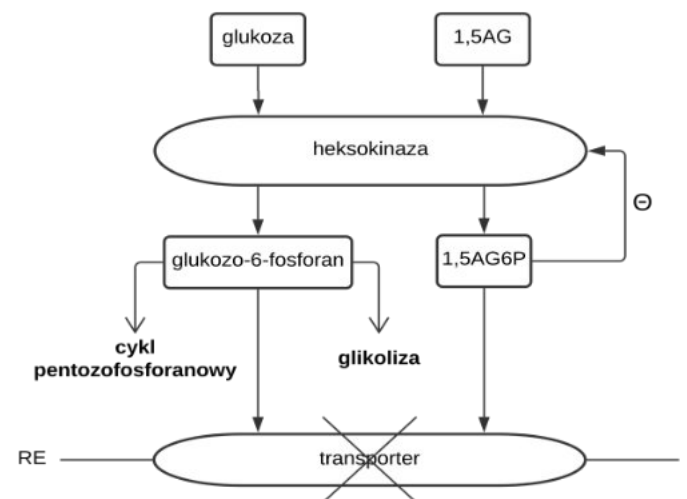 glukoza
1,5AG
heksokinaza
Θ
glukozo-6-fosforan
1,5AG6P
cykl
pentozofosforanowy
glikoliza
RE
transporter